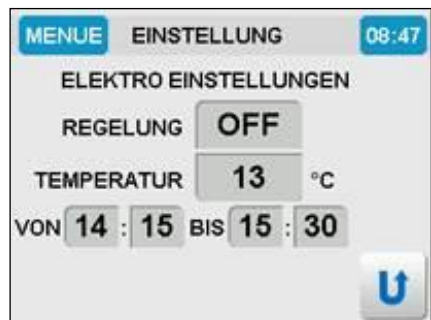 MENUE EINSTELLUNG 08:47
ELEKTRO EINSTELLUNGEN
REGELUNG OFF
TEMPERATUR 13 °C
VON 14 : 15 BIS 15 : 30